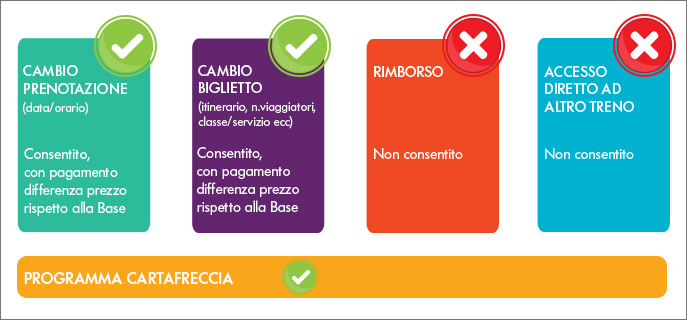 CAMBIO
PRENOTAZIONE
(data/orario)
Consentito,
con pagamento
differenza prezzo
rispetto alla Base
CAMBIO
BIGLIETTO
(itinerario, n.viaggiatori,
classe/servizio ecc)
Consentito,
con pagamento
differenza prezzo
rispetto alla Base
RIMBORSO
Non consentito
ACCESSO
DIRETTO AD
ALTRO TRENO
Non consentito
PROGRAMMA CARTAFRECCIA